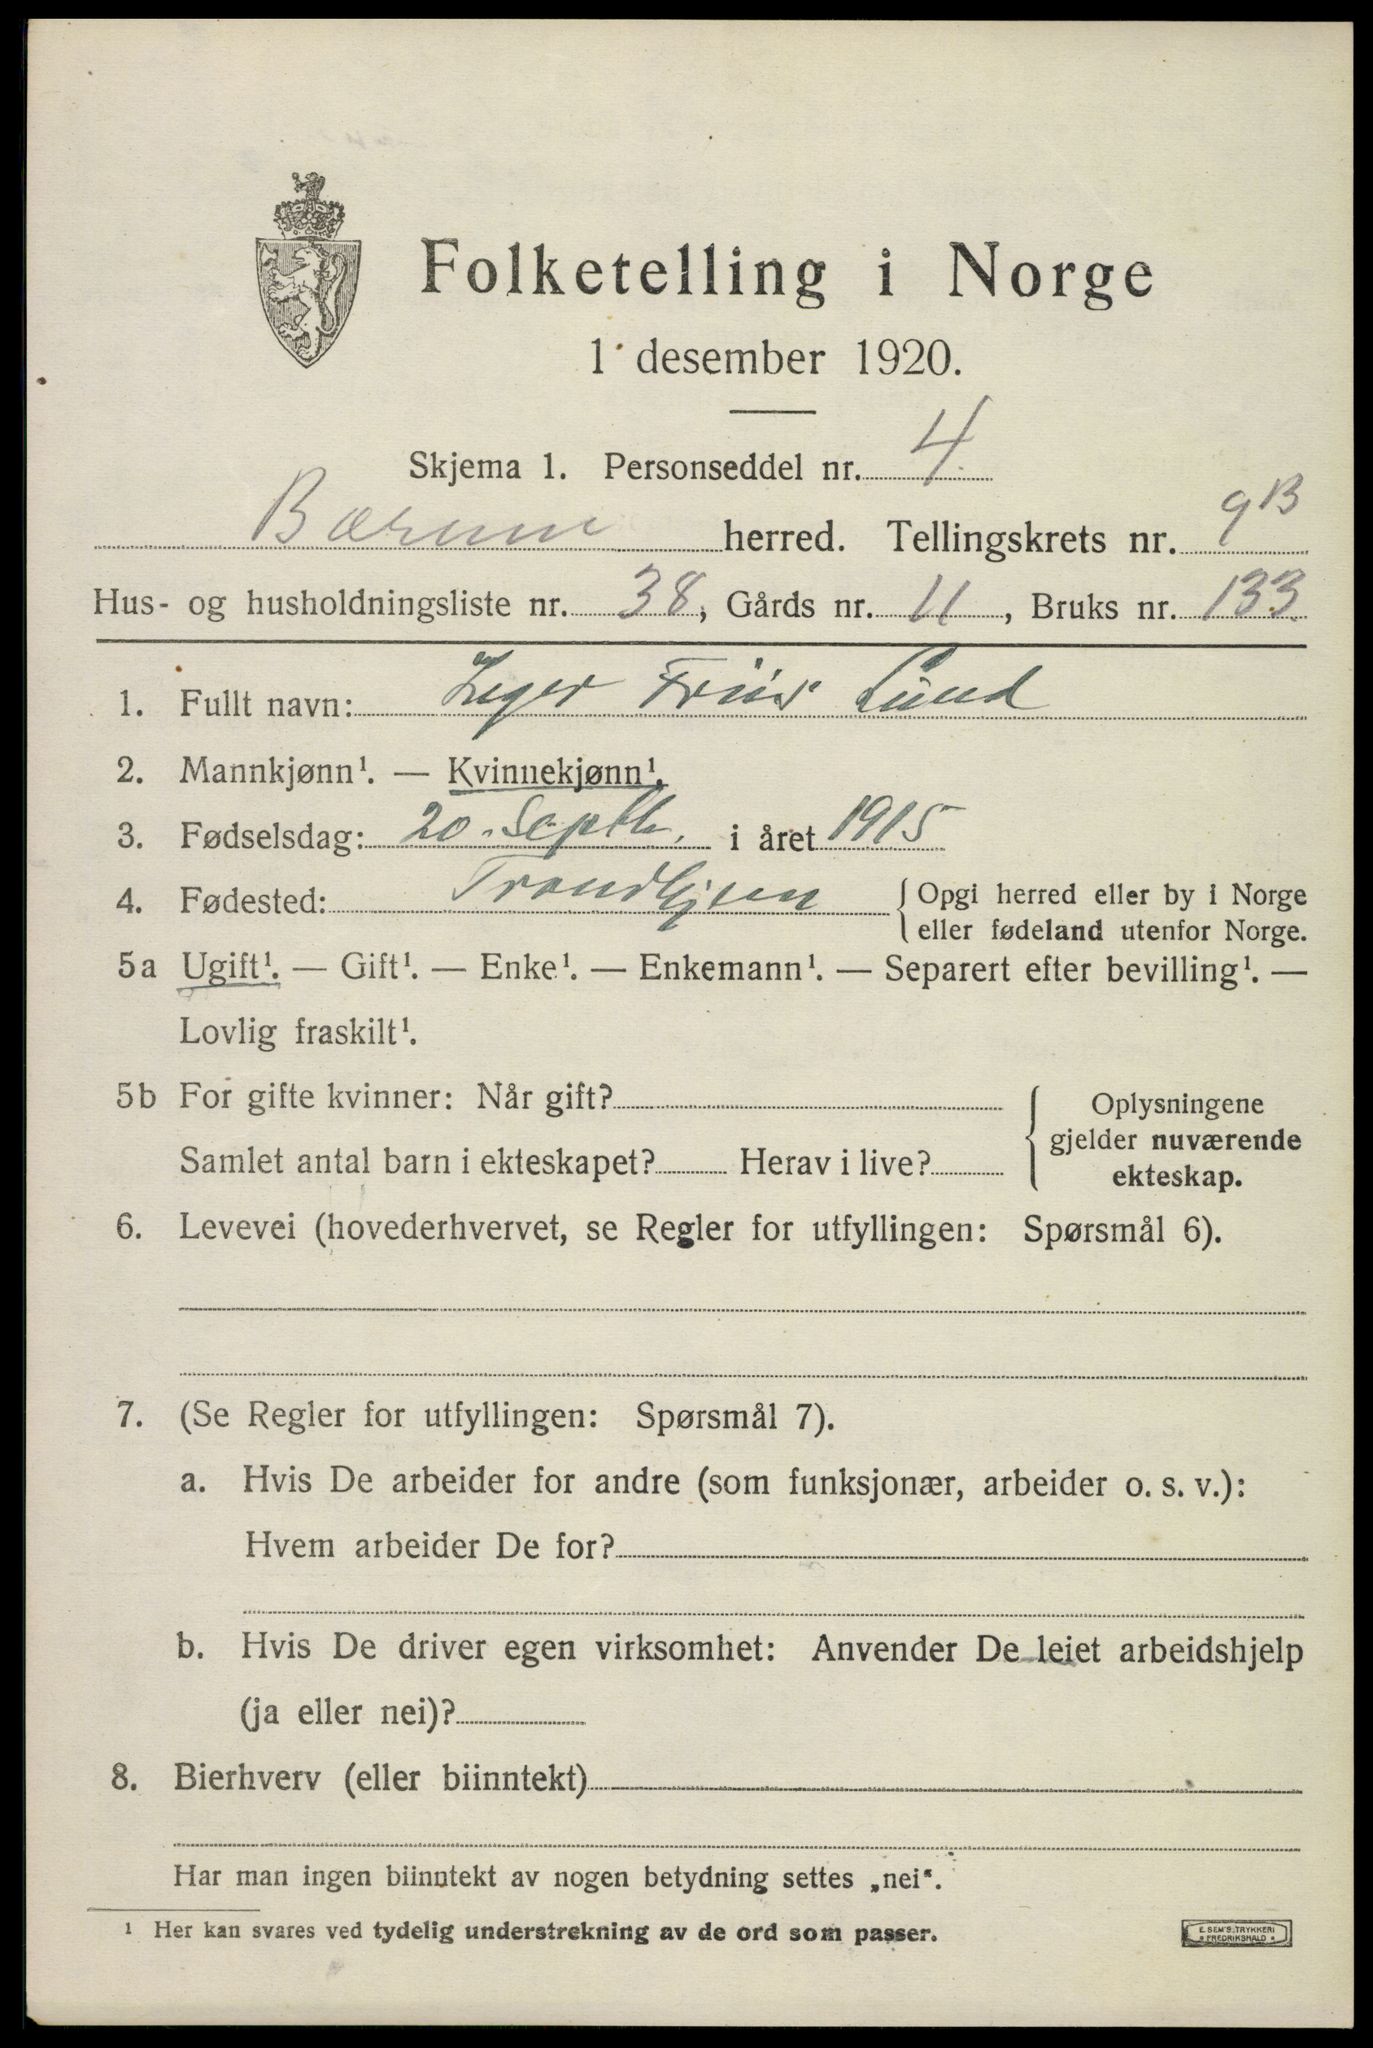 Folketelling i Norge
1 desember 1920.
Skjema 1. Personseddel nr. 4
Bærum herred. Tellingskrets nr. 9B
Hus- og husholdningsliste nr. 38, Gårds nr. 11, Bruks nr. 133
1. Fullt navn: Friis Lund
2. Mannkjønn¹. — Kvinnekjønn¹.
3. Fødselsdag: 20. Septb. i året 1915
4. Fødested: Trondhjem { Opgi herred eller by i Norge
eller fødeland utenfor Norge.
5a Ugift¹. — Gift¹. — Enke¹. — Enkemann¹. — Separert efter bevilling¹. —
Lovlig fraskilt¹.
5b For gifte kvinner: Når gift? { Oplysningene
gjelder nuværende
Samlet antal barn i ekteskapet? Herav i live? ekteskap.
6. Levevei (hovederhvervet, se Regler for utfyllingen: Spørsmål 6).
7. (Se Regler for utfyllingen: Spørsmål 7).
a. Hvis De arbeider for andre (som funksjonær, arbeider o. s. v.):
Hvem arbeider De for?
b. Hvis De driver egen virksomhet: Anvender De leiet arbeidshjelp
(ja eller nei)?
8. Bierhverv (eller biinntekt)
Har man ingen biinntekt av nogen betydning settes „nei“.
¹ Her kan svares ved tydelig understrekning av de ord som passer.
E. SEM'S TRYKKERI
* FREDRIKSHALD *